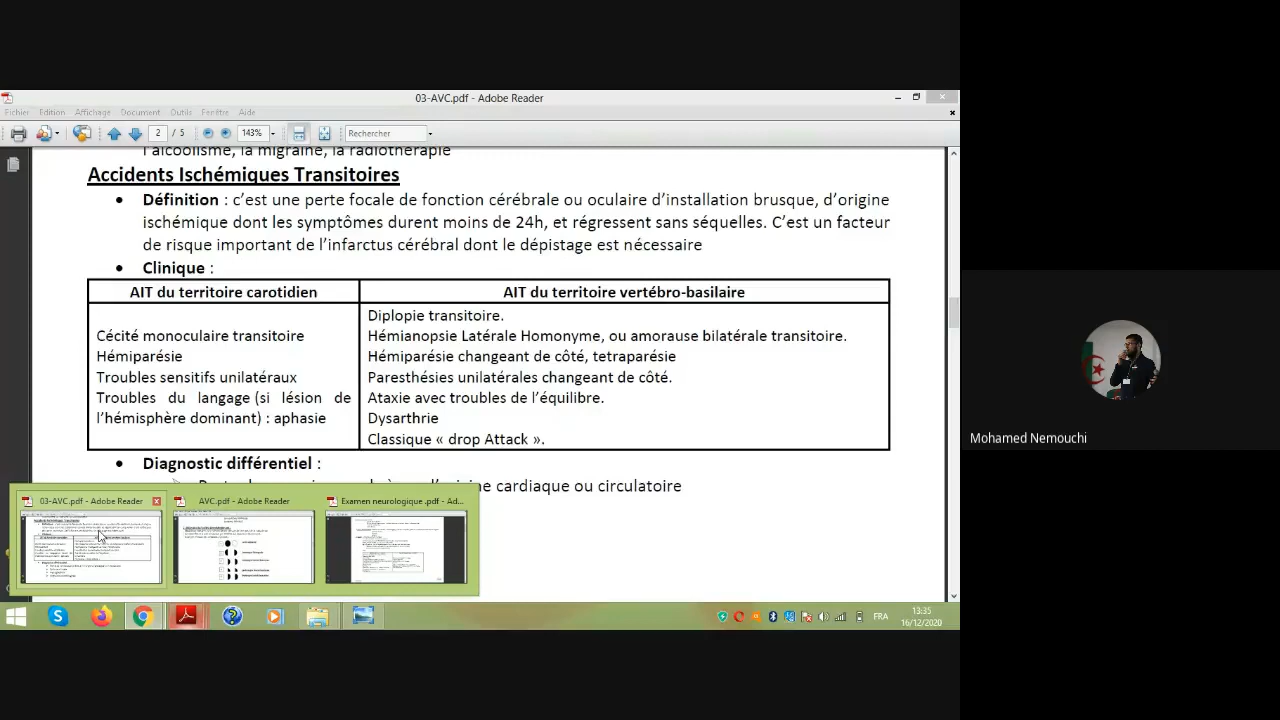 03-AVC.pdf - Adobe Reader
Fichier Edition Affichage Document Outils Fenêtre Aide
2 / 5 143% Rechercher
l'alcoolisme, la migraine, la radiothérapie
Accidents Ischémiques Transitoires
• Définition : c'est une perte focale de fonction cérébrale ou oculaire d'installation brusque, d'origine
ischémique dont les symptômes durent moins de 24h, et régressent sans séquelles. C'est un facteur
de risque important de l'infarctus cérébral dont le dépistage est nécessaire
• Clinique :
AIT du territoire carotidien
Cécité monoculaire transitoire
Hémiparésie
Troubles sensitifs unilatéraux
Troubles du langage (si lésion de
l'hémisphère dominant) : aphasie
AIT du territoire vertébro-basilaire
Diplopie transitoire.
Hémianopsie Latérale Homonyme, ou amorause bilatérale transitoire.
Hémiparésie changeant de côté, tetraparésie
Paresthésies unilatérales changeant de côté.
Ataxie avec troubles de l'équilibre.
Dysarthrie
Classique « drop Attack ».
• Diagnostic différentiel :
cardiaque ou circulatoire
03-AVC.pdf - Adobe Reader
AVC.pdf - Adobe Reader
Examen neurologique .pdf - Ad...
FRA
13:35
16/12/2020
Mohamed Nemouchi